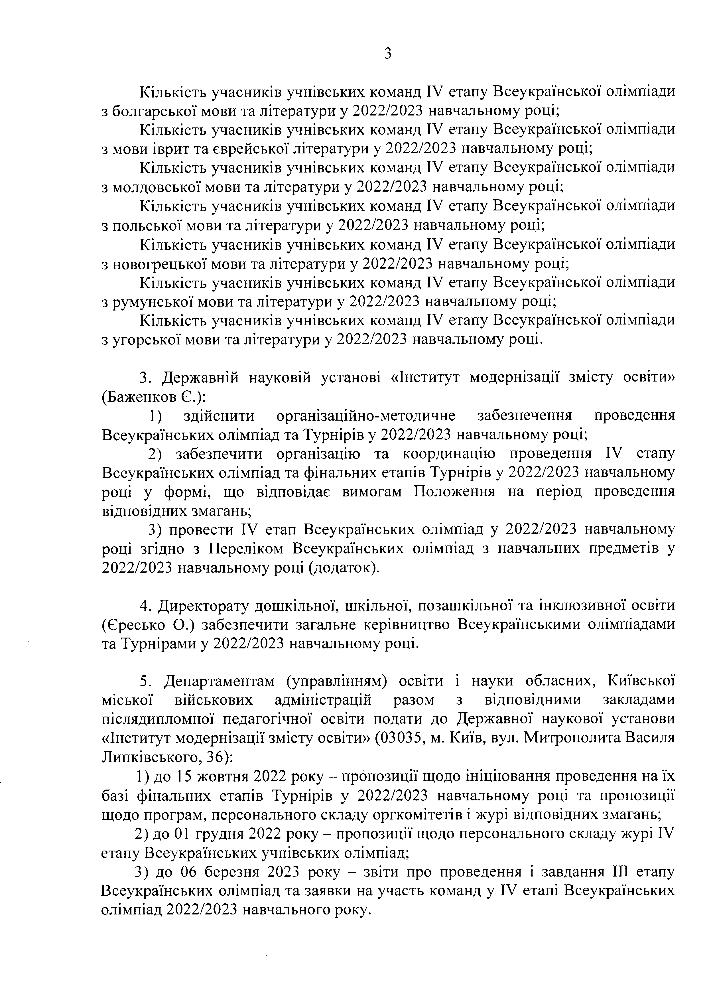 3
Кількість учасників учнівських команд IV етапу Всеукраїнської олімпіади
з болгарської мови та літератури у 2022/2023 навчальному році;
Кількість учасників учнівських команд IV етапу Всеукраїнської олімпіади
з мови іврит та єврейської літератури у 2022/2023 навчальному році;
Кількість учасників учнівських команд IV етапу Всеукраїнської олімпіади
з молдовської мови та літератури у 2022/2023 навчальному році;
Кількість учасників учнівських команд IV етапу Всеукраїнської олімпіади
з польської мови та літератури у 2022/2023 навчальному році;
Кількість учасників учнівських команд IV етапу Всеукраїнської олімпіади
з новогрецької мови та літератури у 2022/2023 навчальному році;
Кількість учасників учнівських команд IV етапу Всеукраїнської олімпіади
з румунської мови та літератури у 2022/2023 навчальному році;
Кількість учасників учнівських команд IV етапу Всеукраїнської олімпіади
з угорської мови та літератури у 2022/2023 навчальному році.
3. Державній науковій установі «Інститут модернізації змісту освіти»
(Баженков Є.):
1) здійснити організаційно-методичне забезпечення проведення
Всеукраїнських олімпіад та Турнірів у 2022/2023 навчальному році;
2) забезпечити організацію та координацію проведення IV етапу
Всеукраїнських олімпіад та фінальних етапів Турнірів у 2022/2023 навчальному
році у формі, що відповідає вимогам Положення на період проведення
відповідних змагань;
3) провести IV етап Всеукраїнських олімпіад у 2022/2023 навчальному
році згідно з Переліком Всеукраїнських олімпіад з навчальних предметів у
2022/2023 навчальному році (додаток).
4. Директорату дошкільної, шкільної, позашкільної та інклюзивної освіти
(Єресько О.) забезпечити загальне керівництво Всеукраїнськими олімпіадами
та Турнірами у 2022/2023 навчальному році.
5. Департаментам (управлінням) освіти і науки обласних, Київської
міської військових адміністрацій разом з відповідними закладами
післядипломної педагогічної освіти подати до Державної наукової установи
«Інститут модернізації змісту освіти» (03035, м. Київ, вул. Митрополита Василя
Липківського, 36):
1) до 15 жовтня 2022 року – пропозиції щодо ініціювання проведення на їх
базі фінальних етапів Турнірів у 2022/2023 навчальному році та пропозиції
щодо програм, персонального складу оргкомітетів і журі відповідних змагань;
2) до 01 грудня 2022 року – пропозиції щодо персонального складу журі IV
етапу Всеукраїнських учнівських олімпіад;
3) до 06 березня 2023 року – звіти про проведення і завдання III етапу
Всеукраїнських олімпіад та заявки на участь команд у IV етапі Всеукраїнських
олімпіад 2022/2023 навчального року.